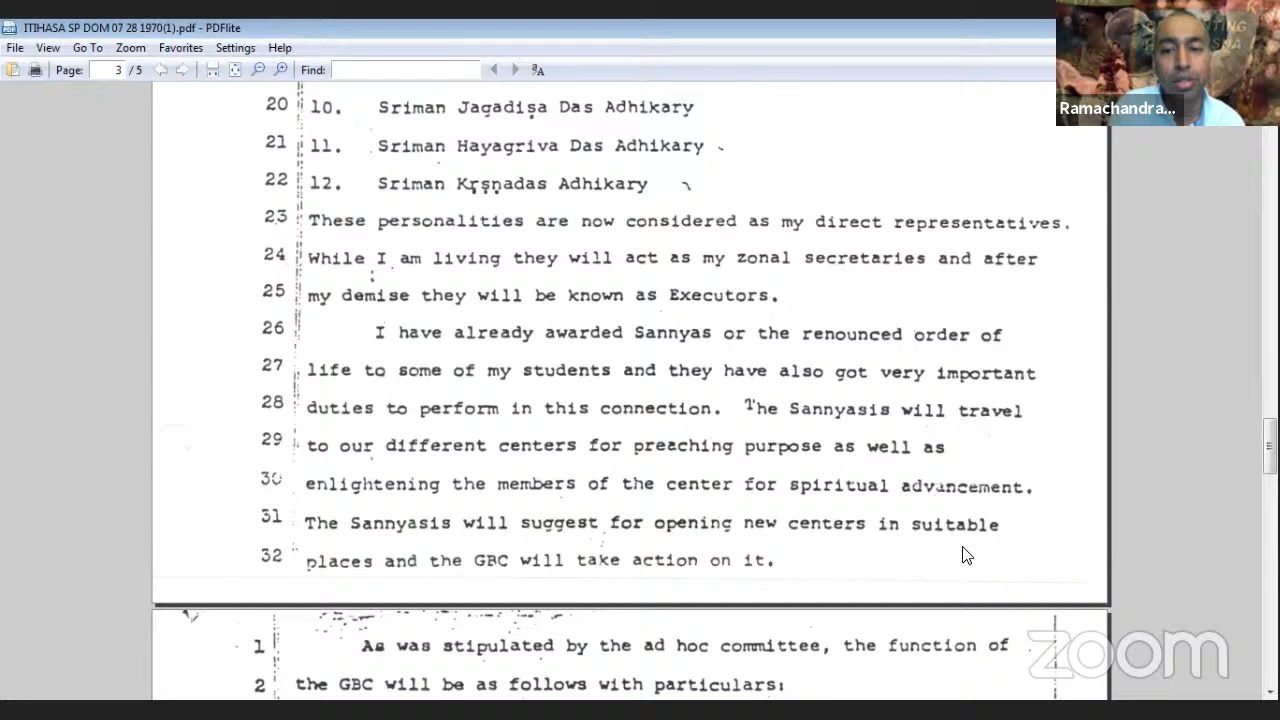 ITIHASA SP DOM 07 28 1970(1).pdf - PDFlite
File View Go To Zoom Favorites Settings Help
Page: 3 / 5 Find:
Ramachandra...
20 10. Sriman Jagadiṣa Das Adhikary
21 11. Sriman Hayagriva Das Adhikary
22 12. Sriman Kṛṣṇadas Adhikary
23 These personalities are now considered as my direct representatives.
24 While I am living they will act as my zonal secretaries and after
25 my demise they will be known as Executors.
26 I have already awarded Sannyas or the renounced order of
27 life to some of my students and they have also got very important
28 duties to perform in this connection. The Sannyasis will travel
29 to our different centers for preaching purpose as well as
30 enlightening the members of the center for spiritual advancement.
31 The Sannyasis will suggest for opening new centers in suitable
32 places and the GBC will take action on it.
1 As was stipulated by the ad hoc committee, the function of
2 the GBC will be as follows with particulars:
zoom